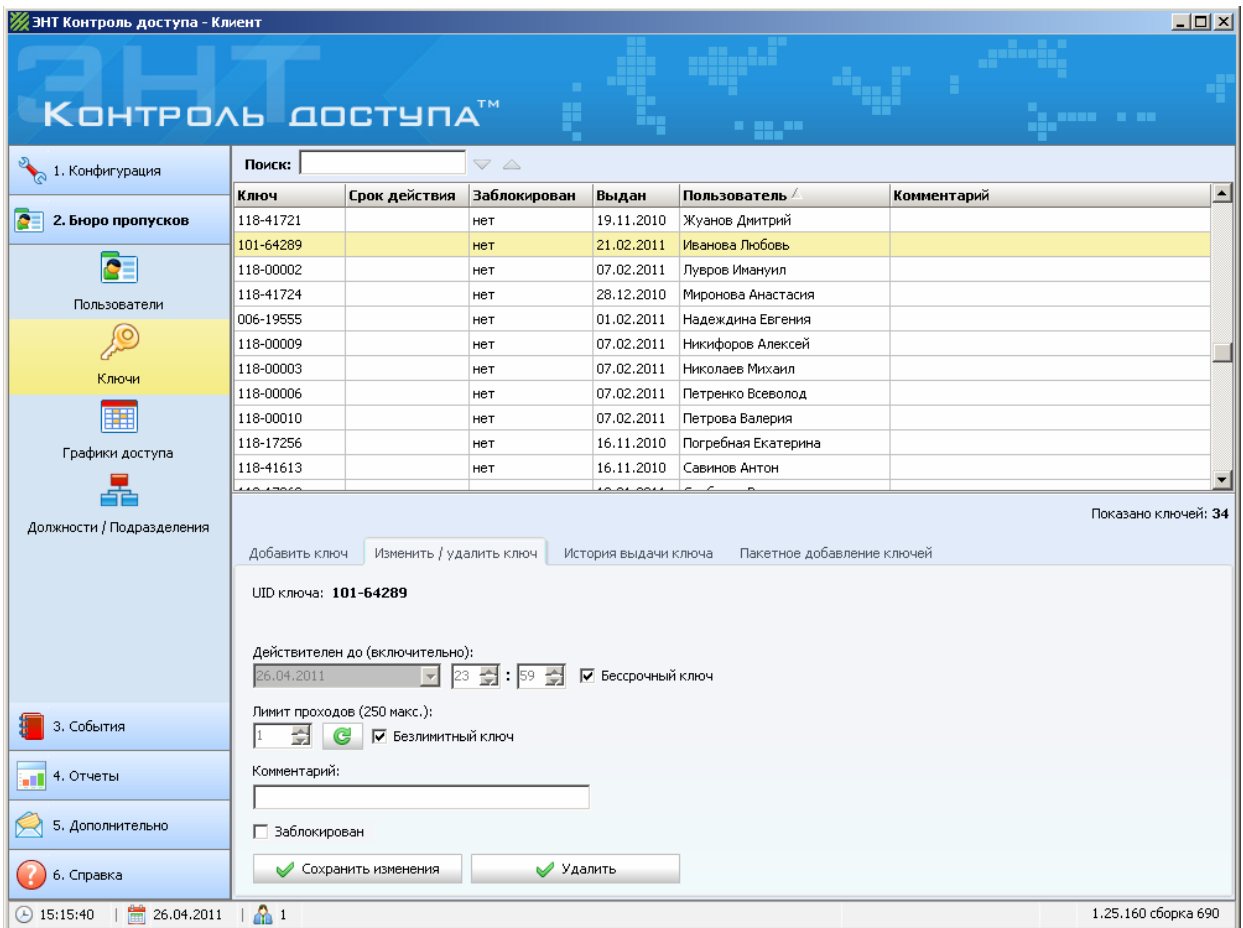 ЭНТ Контроль доступа - Клиент
ЭНТ
Контроль доступа™
1. Конфигурация
2. Бюро пропусков
Пользователи
Ключи
Графики доступа
Должности / Подразделения
3. События
4. Отчеты
5. Дополнительно
6. Справка
Поиск:
Ключ Срок действия Заблокирован Выдан Пользователь Комментарий
118-41721 нет 19.11.2010 Жуанов Дмитрий
101-64289 нет 21.02.2011 Иванова Любовь
118-00002 нет 07.02.2011 Лувров Имануил
118-41724 нет 28.12.2010 Миронова Анастасия
006-19555 нет 01.02.2011 Надеждина Евгения
118-00009 нет 07.02.2011 Никифоров Алексей
118-00003 нет 07.02.2011 Николаев Михаил
118-00006 нет 07.02.2011 Петренко Всеволод
118-00010 нет 07.02.2011 Петрова Валерия
118-17256 нет 16.11.2010 Погребная Екатерина
118-41613 нет 16.11.2010 Савинов Антон
Показано ключей: 34
Добавить ключ Изменить / удалить ключ История выдачи ключа Пакетное добавление ключей
UID ключа: 101-64289
Действителен до (включительно):
26.04.2011 23 : 59 Бессрочный ключ
Лимит проходов (250 макс.):
1 Безлимитный ключ
Комментарий:
Заблокирован
Сохранить изменения Удалить
15:15:40 | 26.04.2011 | 1 1.25.160 сборка 690